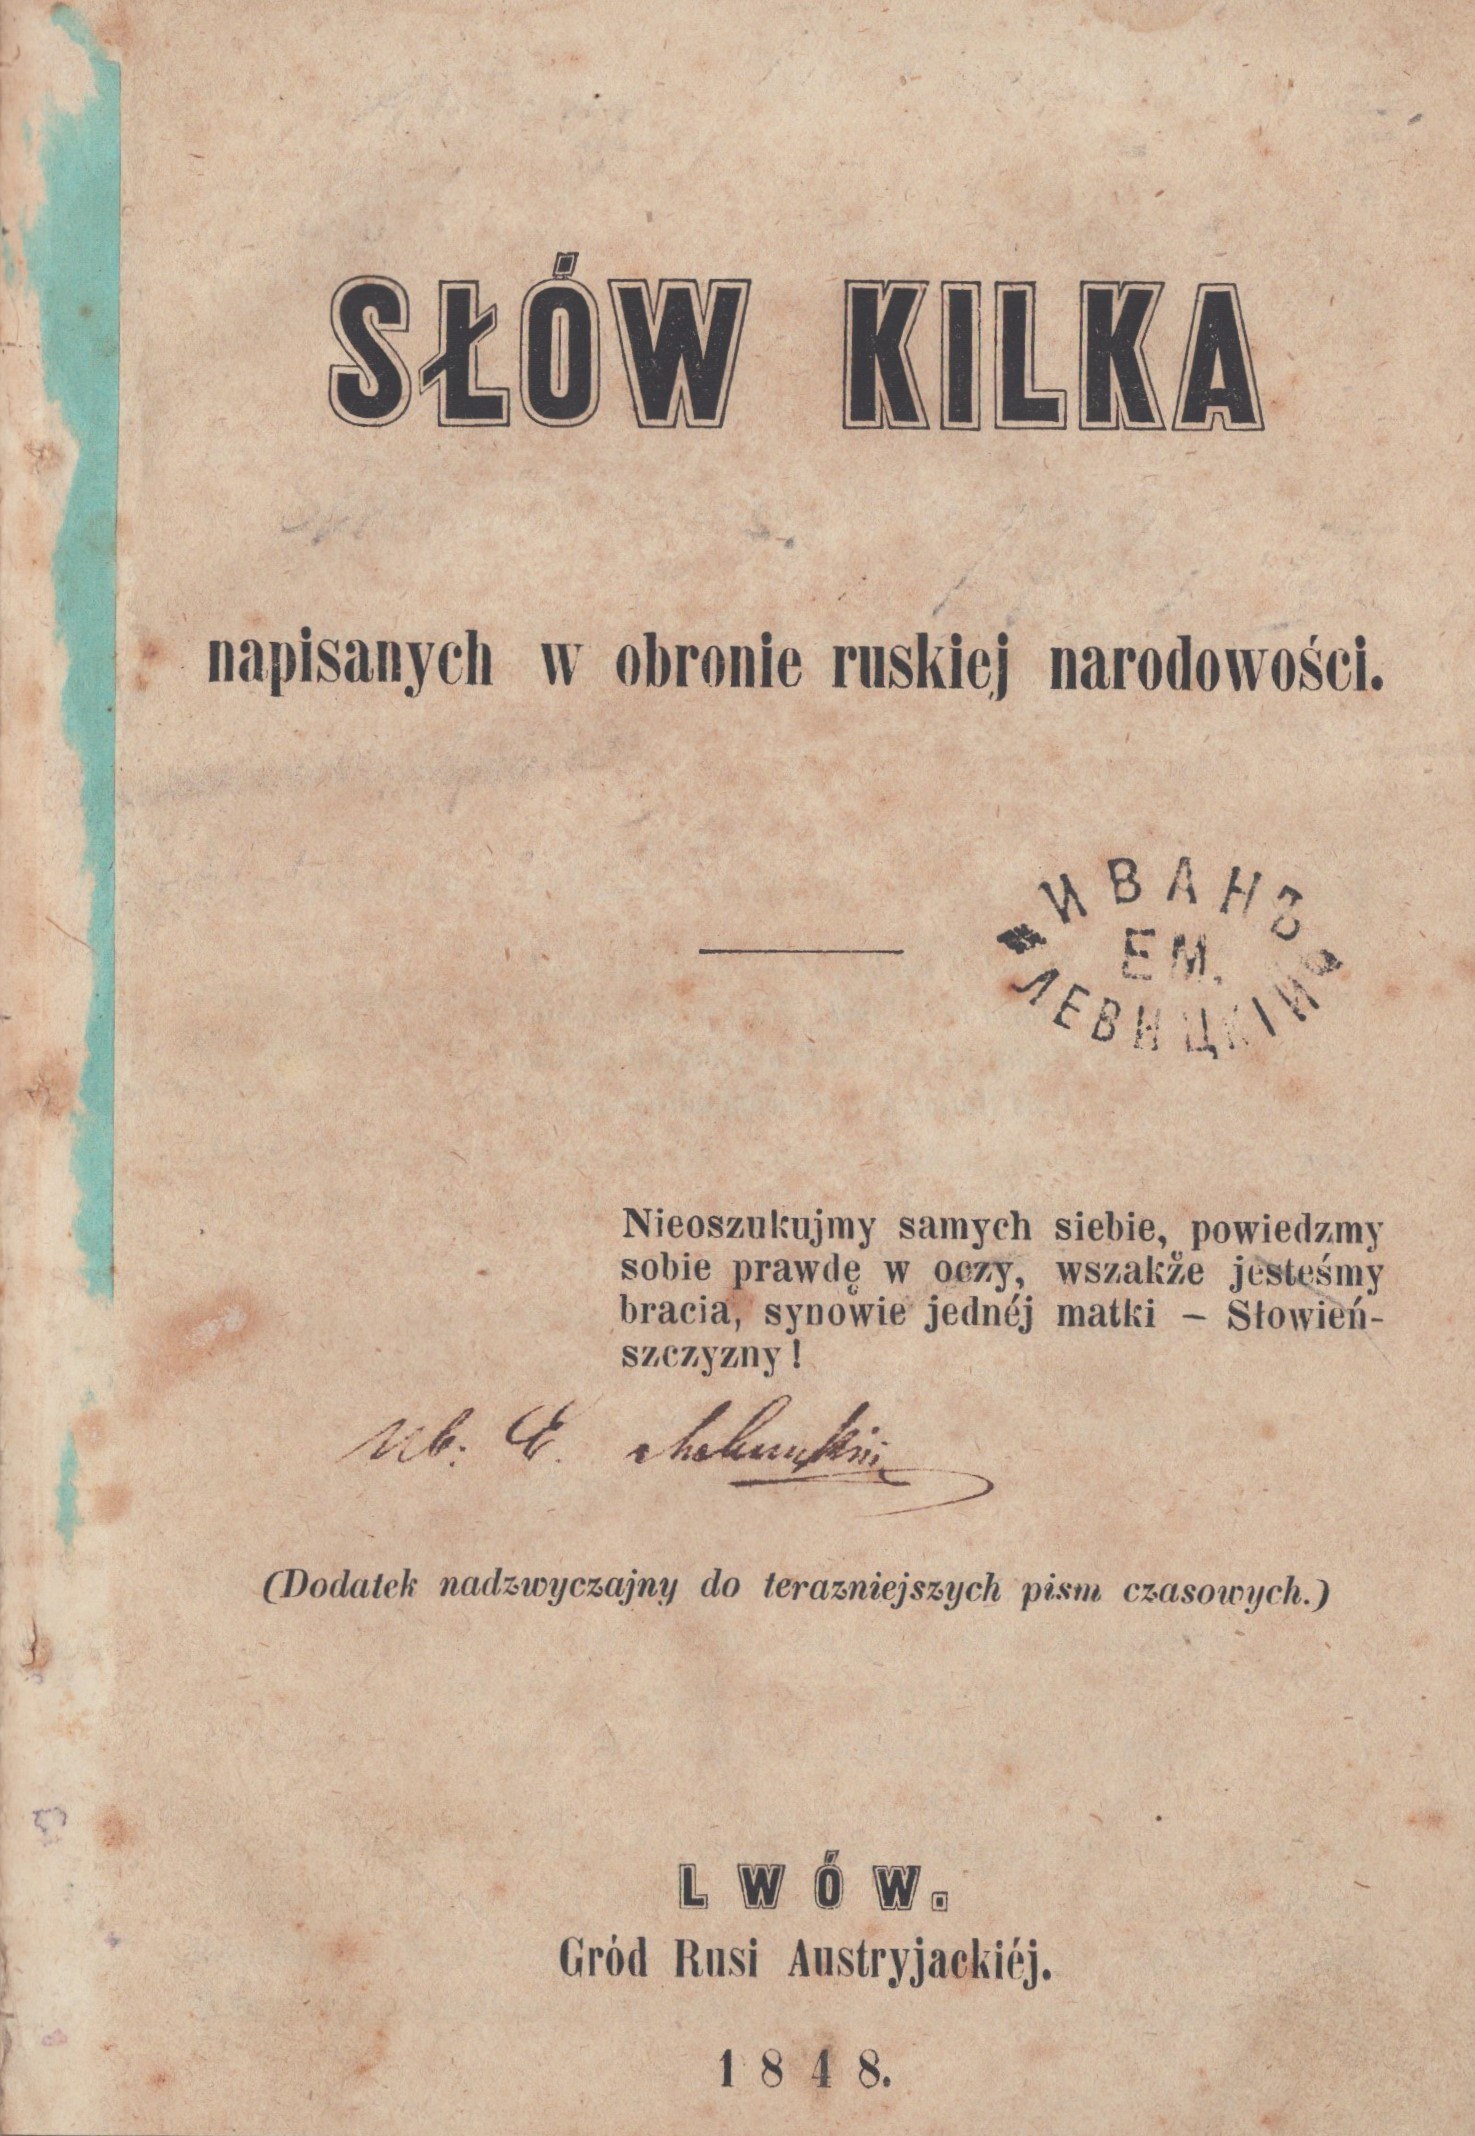 SŁÓW KILKA
napisanych w obronie ruskiej narodowości.
ИВАНЪ
ЕМ.
ЛЕВИЦКІЙ
Nieoszukujmy samych siebie, powiedzmy
sobie prawdę w oczy, wszakże jesteśmy
bracia, synowie jednéj matki – Słowień-
szczyzny!
(Dodatek nadzwyczajny do terazniejszych pism czasowych.)
LWÓW.
Gród Rusi Austryjackiéj.
1848.